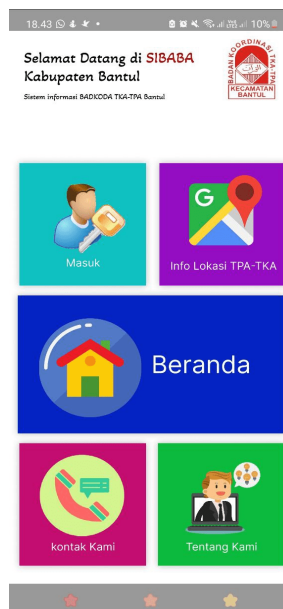 18.43
10%
Selamat Datang di SIBABA
Kabupaten Bantul
Sistem informasi BADKODA TKA-TPA Bantul
BADAN KOORDINASI TKA-TPA
KECAMATAN
BANTUL
Masuk
G
Info Lokasi TPA-TKA
Beranda
kontak Kami
Tentang Kami